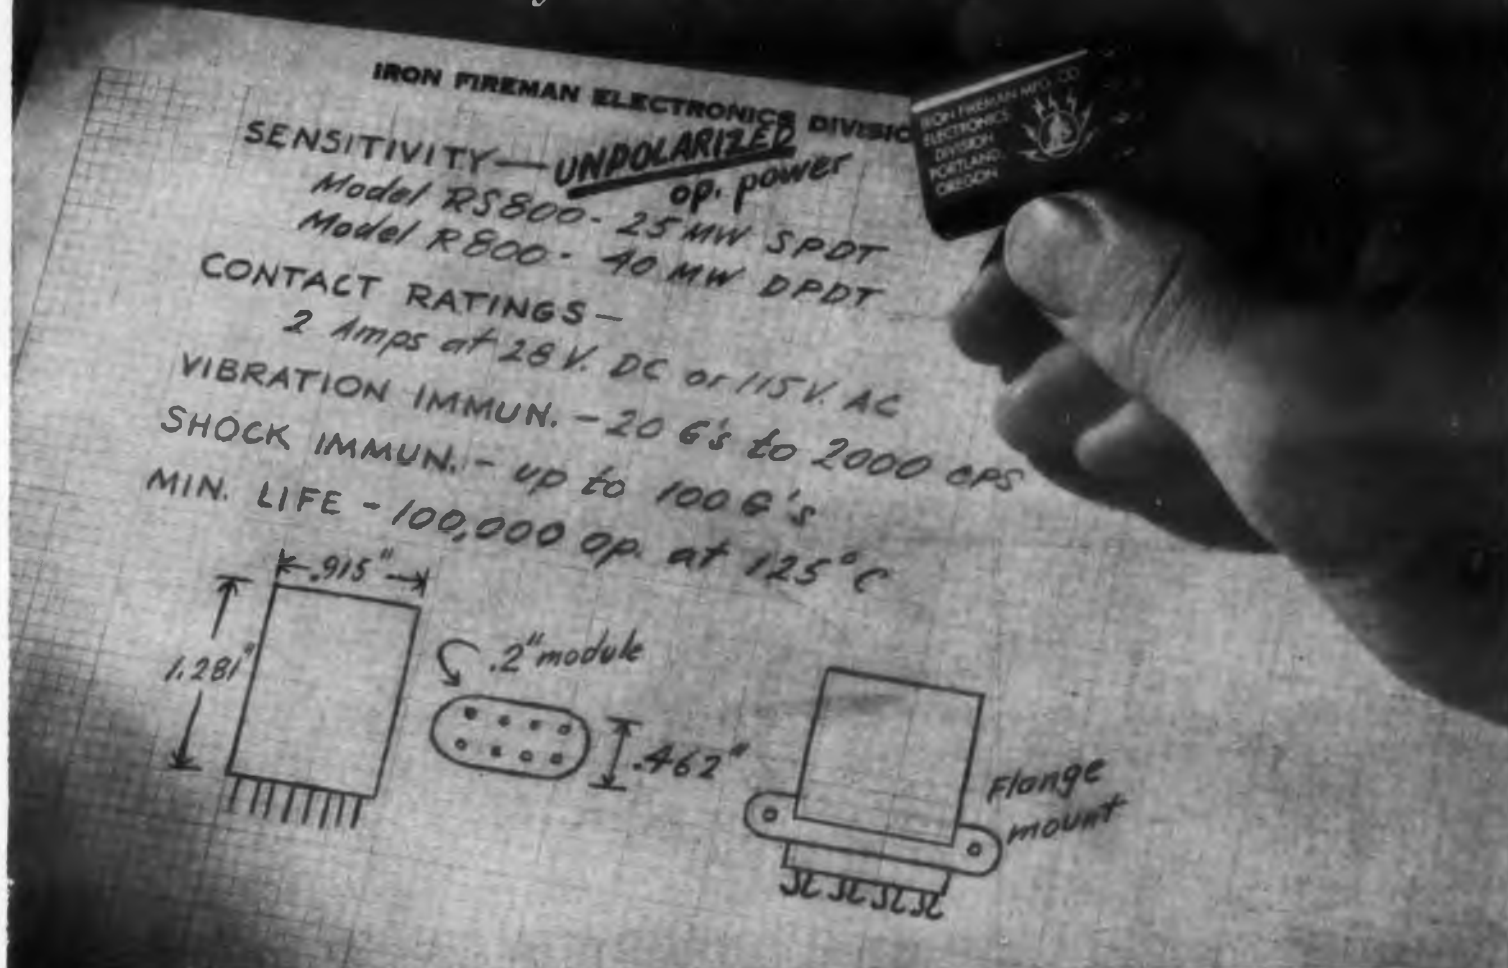 IRON FIREMAN ELECTRONICS DIVISIO
SENSITIVITY — UNPOLARIZED
op. power
Model RS800 - 25 MW SPDT
Model R800 - 40 MW DPDT
CONTACT RATINGS —
2 Amps at 28 V. DC or 115 V. AC
VIBRATION IMMUN. - 20 G's to 2000 CPS
SHOCK IMMUN. - up to 100 G's
MIN. LIFE - 100,000 op. at 125°C
.915"
1.281"
.2" module
.462"
Flange
mount
IRON FIREMAN MFG. CO.
ELECTRONICS
DIVISION
PORTLAND,
OREGON